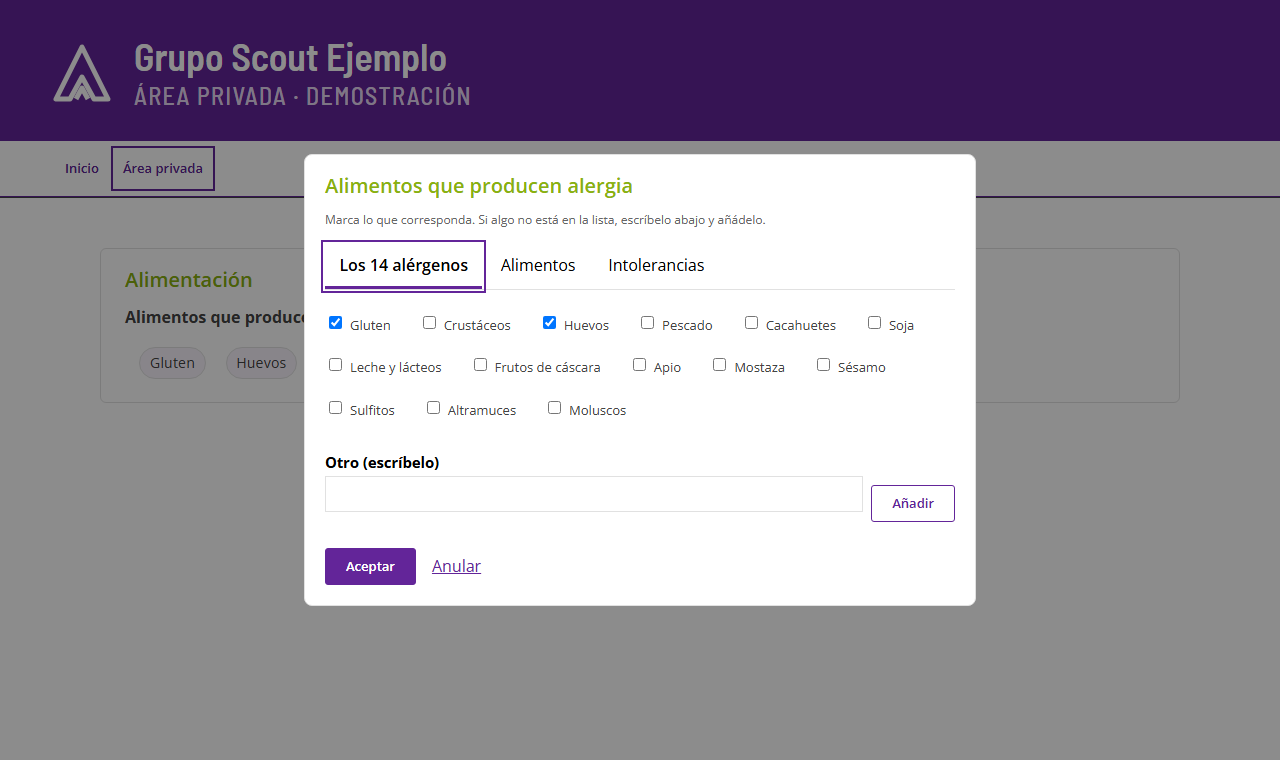 Grupo Scout Ejemplo
ÁREA PRIVADA · DEMOSTRACIÓN
Inicio Área privada
Alimentación
Alimentos que produce
Gluten Huevos
Alimentos que producen alergia
Marca lo que corresponda. Si algo no está en la lista, escríbelo abajo y añádelo.
Los 14 alérgenos Alimentos Intolerancias
Gluten Crustáceos Huevos Pescado Cacahuetes Soja
Leche y lácteos Frutos de cáscara Apio Mostaza Sésamo
Sulfitos Altramuces Moluscos
Otro (escríbelo)
Añadir
Aceptar Anular